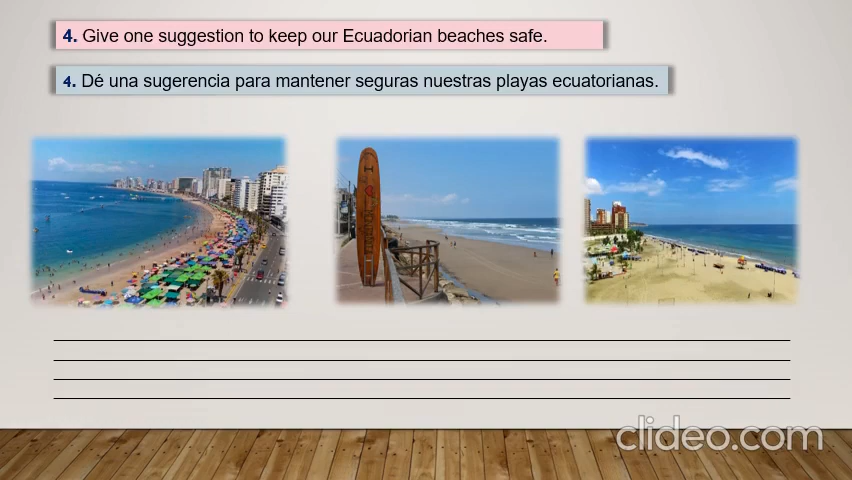 4. Give one suggestion to keep our Ecuadorian beaches safe.
4. Dé una sugerencia para mantener seguras nuestras playas ecuatorianas.
clideo.com